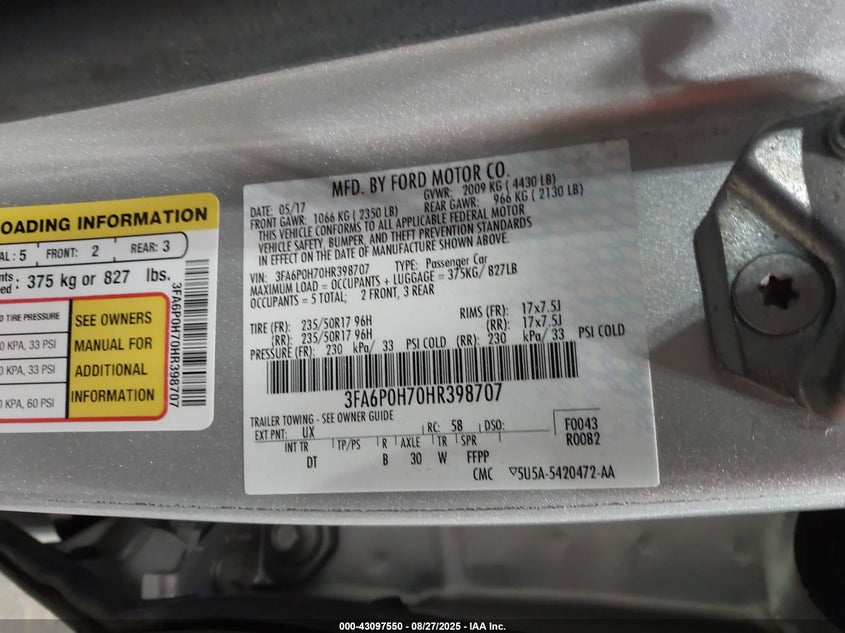 OADING INFORMATION
AL: 5 FRONT: 2 REAR: 3
375 kg or 827 lbs.
TIRE PRESSURE
KPA, 33 PSI
KPA, 33 PSI
KPA, 60 PSI
SEE OWNERS
MANUAL FOR
ADDITIONAL
INFORMATION
3FA6P0H70HR398707
MFD. BY FORD MOTOR CO.
DATE: 05/17 GVWR: 2009 KG ( 4430 LB)
FRONT GAWR: 1066 KG ( 2350 LB) REAR GAWR: 966 KG ( 2130 LB)
THIS VEHICLE CONFORMS TO ALL APPLICABLE FEDERAL MOTOR
VEHICLE SAFETY, BUMPER, AND THEFT PREVENTION STANDARDS
IN EFFECT ON THE DATE OF MANUFACTURE SHOWN ABOVE.
VIN: 3FA6P0H70HR398707 TYPE: Passenger Car
MAXIMUM LOAD = OCCUPANTS + LUGGAGE = 375KG/ 827LB
OCCUPANTS = 5 TOTAL; 2 FRONT, 3 REAR
TIRE (FR): 235/50R17 96H RIMS (FR): 17x7.5J
(RR): 235/50R17 96H (RR): 17x7.5J
PRESSURE (FR): 230 kPa/ 33 PSI COLD (RR): 230 kPa/ 33 PSI COLD
3FA6P0H70HR398707
TRAILER TOWING - SEE OWNER GUIDE
EXT PNT: UX RC: 58 DSO: F0043
R0082
INT TR TP/PS R AXLE TR SPR
DT B 30 W FFPP
CMC ▽5U5A-5420472-AA
000-43097550 - 08/27/2025 - IAA Inc.